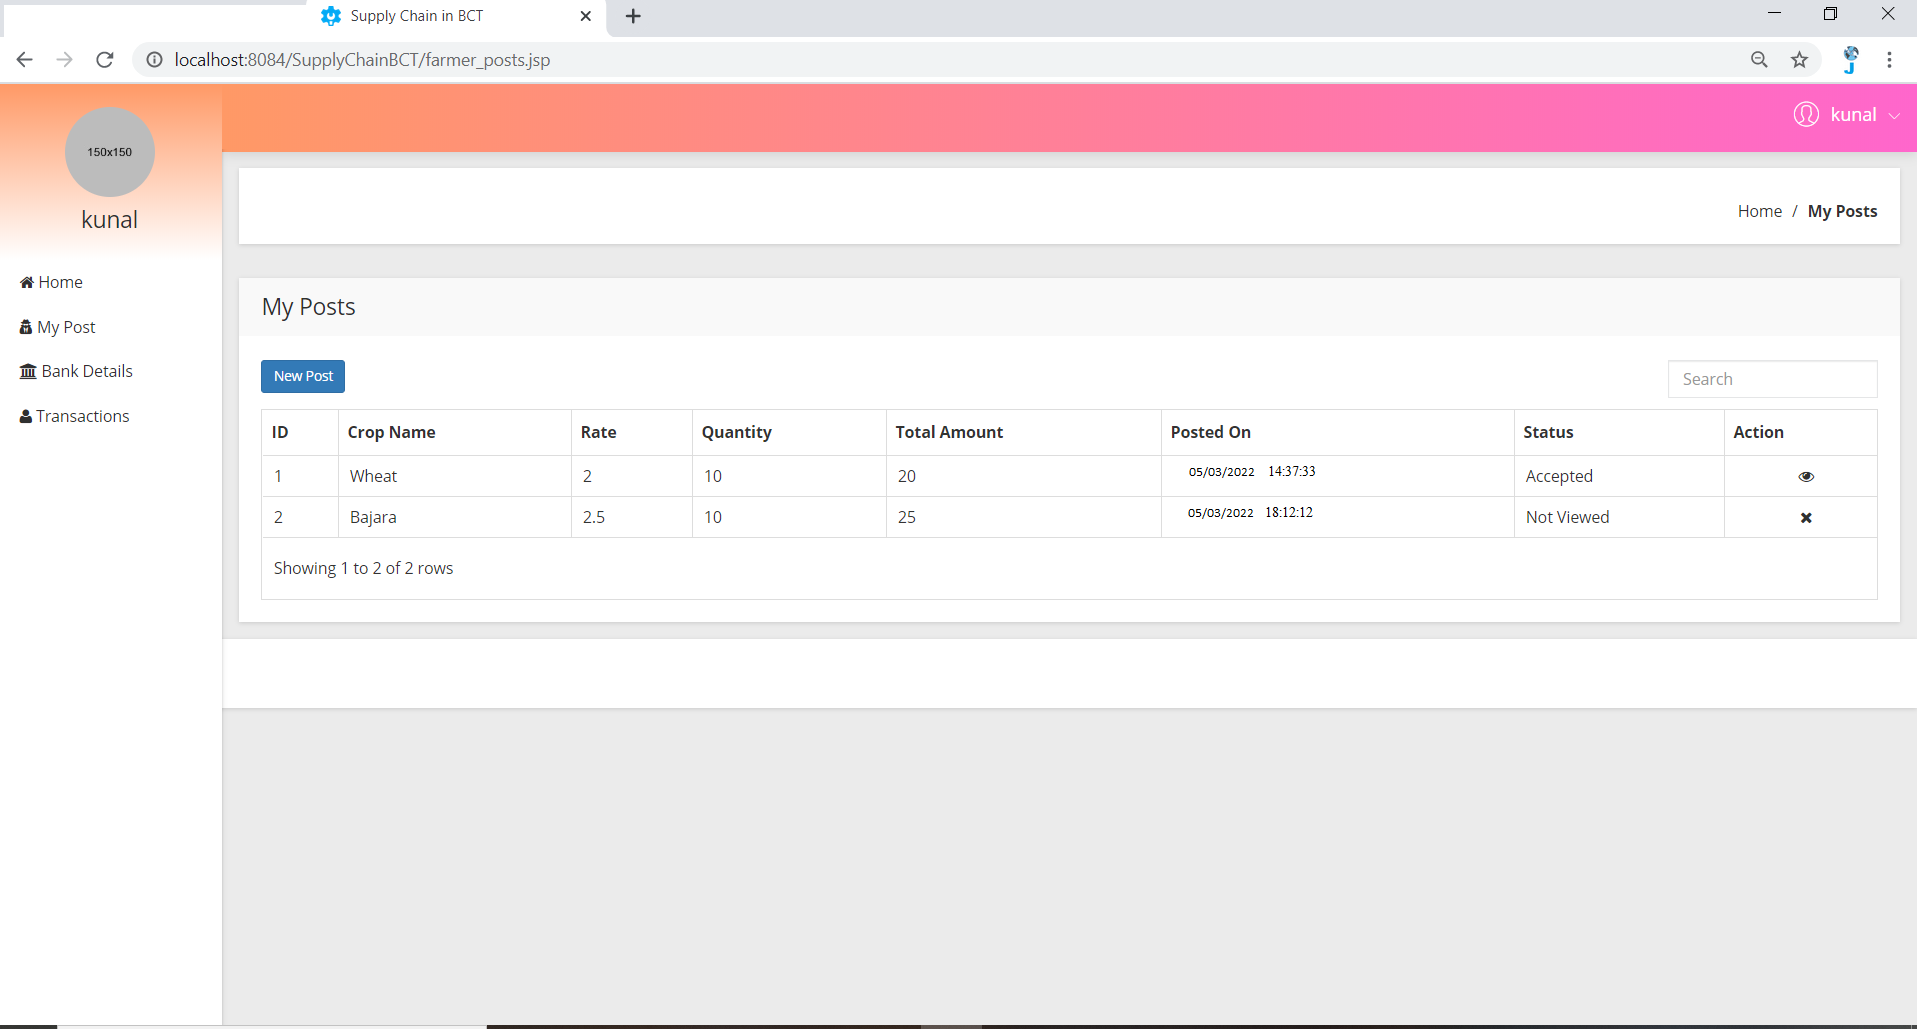 Supply Chain in BCT
localhost:8084/SupplyChainBCT/farmer_posts.jsp
150x150
kunal
kunal
Home / My Posts
Home
My Post
Bank Details
Transactions
My Posts
New Post
Search
ID Crop Name Rate Quantity Total Amount Posted On Status Action
1 Wheat 2 10 20 05/03/2022 14:37:33 Accepted
2 Bajara 2.5 10 25 05/03/2022 18:12:12 Not Viewed
Showing 1 to 2 of 2 rows